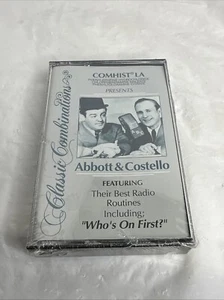 COMHIST® LA
PRESENTS
Abbott & Costello
FEATURING
Their Best Radio
Routines
Including;
"Who's On First?"
Classic Combinations